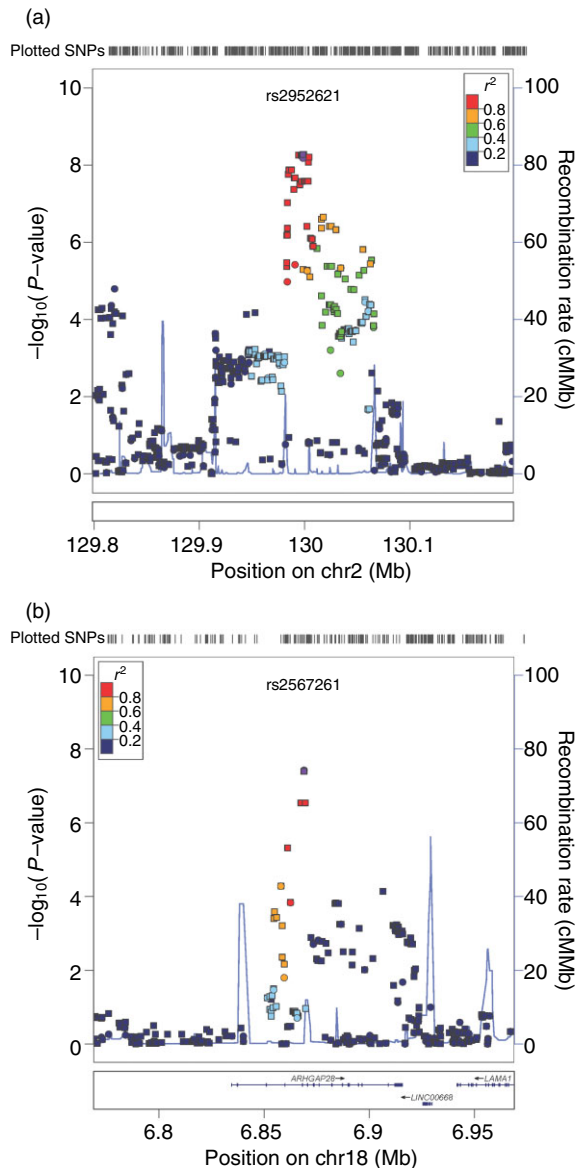 (a)
Plotted SNPs
10
8
6
4
2
0
−log10(P−value)
rs2952621
r2
0.8
0.6
0.4
0.2
100
80
60
40
20
0
Recombination rate (cMMb)
129.8 129.9 130 130.1
Position on chr2 (Mb)
(b)
Plotted SNPs
10
8
6
4
2
0
−log10(P−value)
r2
0.8
0.6
0.4
0.2
rs2567261
100
80
60
40
20
0
Recombination rate (cMMb)
ARHGAP28→ ←LAMA1
←LINC00668
6.8 6.85 6.9 6.95
Position on chr18 (Mb)